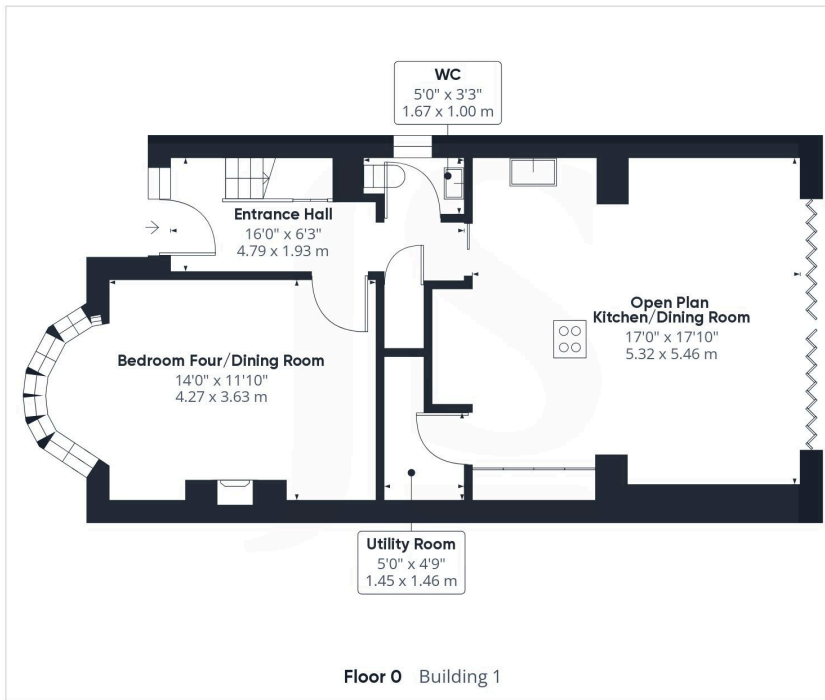 WC
5'0" x 3'3"
1.67 x 1.00 m
Entrance Hall
16'0" x 6'3"
4.79 x 1.93 m
Open Plan
Kitchen/Dining Room
17'0" x 17'10"
5.32 x 5.46 m
Bedroom Four/Dining Room
14'0" x 11'10"
4.27 x 3.63 m
Utility Room
5'0" x 4'9"
1.45 x 1.46 m
Floor 0 Building 1
JS